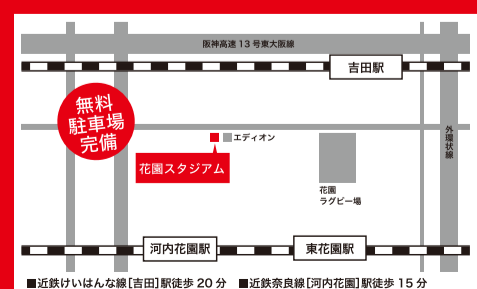 阪神高速13号東大阪線
吉田駅
無料
駐車場
完備
エディオン
外環状線
花園スタジアム
花園
ラグビー場
河内花園駅
東花園駅
■近鉄けいはんな線[吉田]駅徒歩20分 ■近鉄奈良線[河内花園]駅徒歩15分